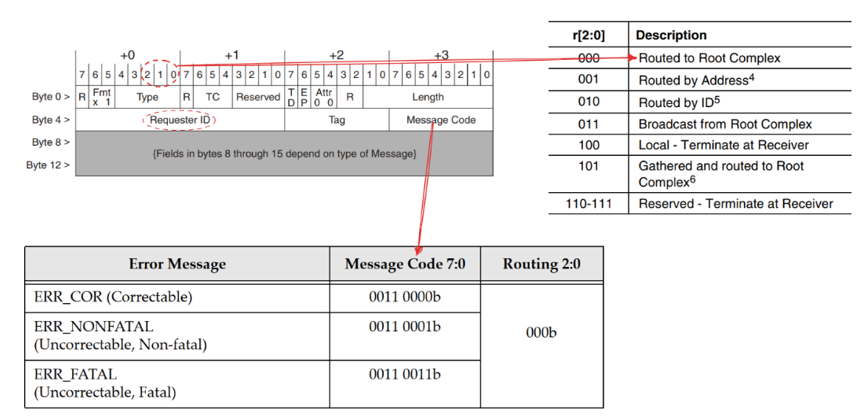 +0 +1 +2 +3
7 6 5 4 3 2 1 0 7 6 5 4 3 2 1 0 7 6 5 4 3 2 1 0 7 6 5 4 3 2 1 0
Byte 0 > R Fmt x 1 Type R TC Reserved T D E P Attr 0 0 R Length
Byte 4 > Requester ID Tag Message Code
Byte 8 >
{Fields in bytes 8 through 15 depend on type of Message}
Byte 12 >
r[2:0] Description
000 Routed to Root Complex
001 Routed by Address4
010 Routed by ID5
011 Broadcast from Root Complex
100 Local - Terminate at Receiver
101 Gathered and routed to Root
Complex6
110-111 Reserved - Terminate at Receiver
Error Message Message Code 7:0 Routing 2:0
ERR_COR (Correctable) 0011 0000b
ERR_NONFATAL 0011 0001b
(Uncorrectable, Non-fatal)
000b
ERR_FATAL 0011 0011b
(Uncorrectable, Fatal)